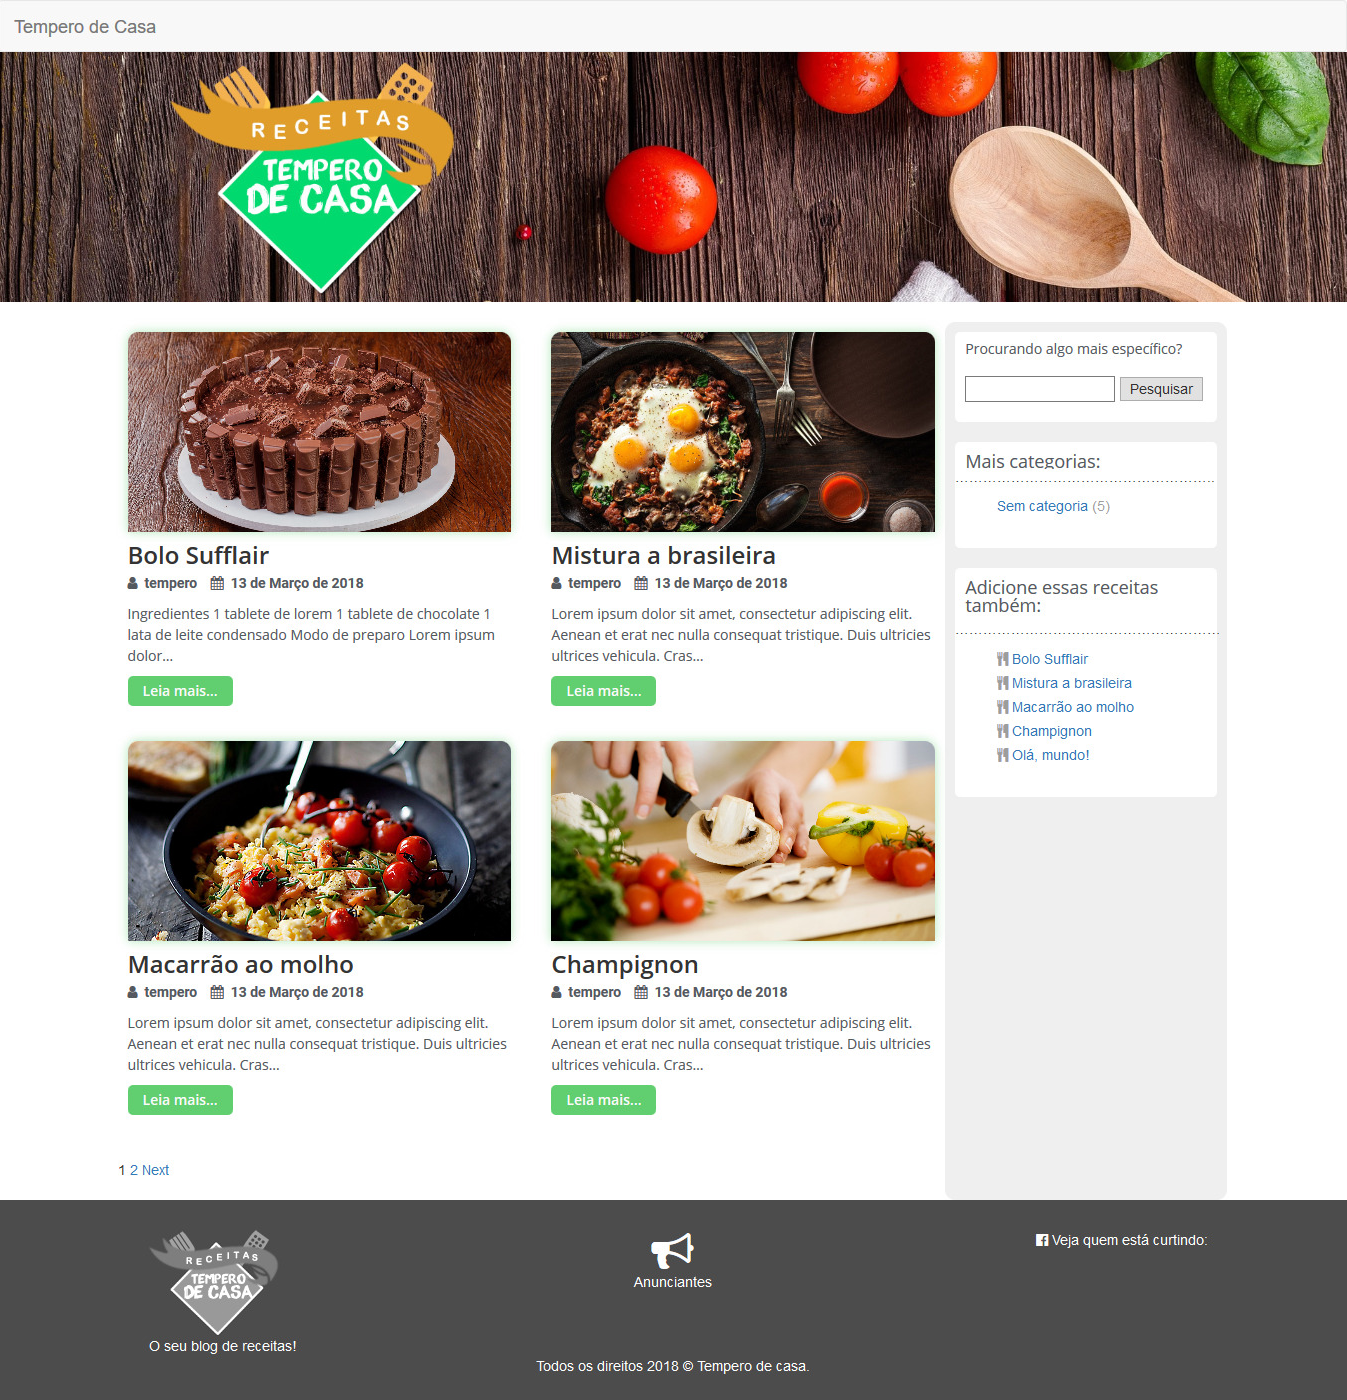 Tempero de Casa
RECEITAS
TEMPERO
DE CASA
Bolo Sufflair
tempero 13 de Março de 2018
Ingredientes 1 tablete de lorem 1 tablete de chocolate 1
lata de leite condensado Modo de preparo Lorem ipsum
dolor...
Leia mais...
Mistura a brasileira
tempero 13 de Março de 2018
Lorem ipsum dolor sit amet, consectetur adipiscing elit.
Aenean et erat nec nulla consequat tristique. Duis ultricies
ultrices vehicula. Cras...
Leia mais...
Macarrão ao molho
tempero 13 de Março de 2018
Lorem ipsum dolor sit amet, consectetur adipiscing elit.
Aenean et erat nec nulla consequat tristique. Duis ultricies
ultrices vehicula. Cras...
Leia mais...
Champignon
tempero 13 de Março de 2018
Lorem ipsum dolor sit amet, consectetur adipiscing elit.
Aenean et erat nec nulla consequat tristique. Duis ultricies
ultrices vehicula. Cras...
Leia mais...
1 2 Next
Procurando algo mais específico?
Pesquisar
Mais categorias:
Sem categoria (5)
Adicione essas receitas
também:
Bolo Sufflair
Mistura a brasileira
Macarrão ao molho
Champignon
Olá, mundo!
RECEITAS
TEMPERO
DE CASA
O seu blog de receitas!
Anunciantes
Veja quem está curtindo:
Todos os direitos 2018 © Tempero de casa.